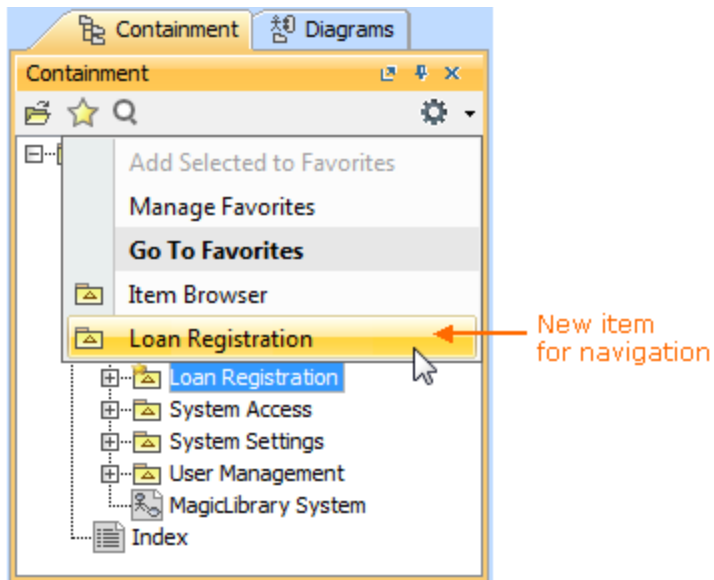 Containment
Diagrams
Containment
Add Selected to Favorites
Manage Favorites
Go To Favorites
Item Browser
Loan Registration
New item
for navigation
Loan Registration
System Access
System Settings
User Management
MagicLibrary System
Index